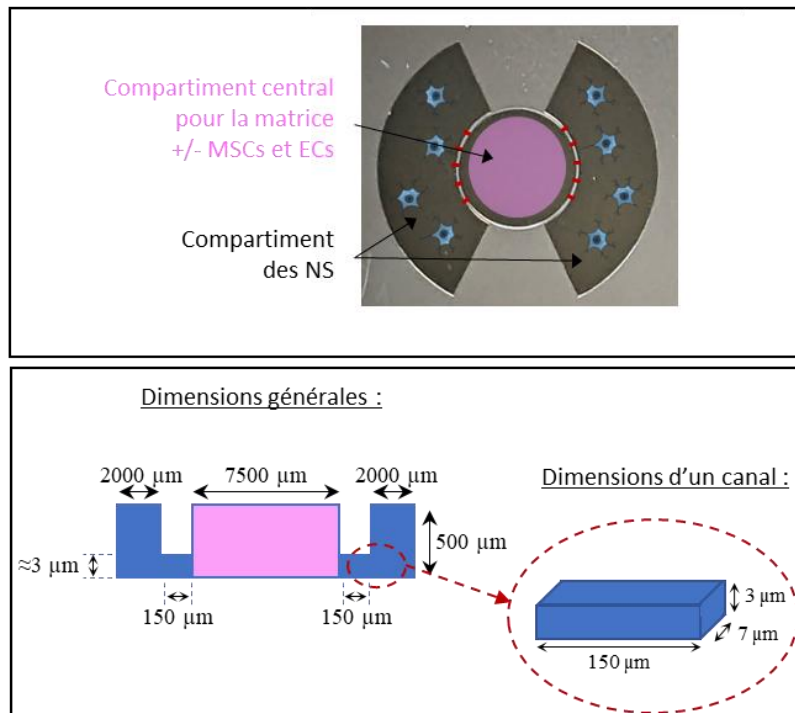 Compartiment central
pour la matrice
+/- MSCs et ECs
Compartiment
des NS
Dimensions générales :
2000 µm
7500 µm
2000 µm
Dimensions d'un canal :
500 µm
≈3 µm
150 µm
150 µm
3 µm
7 µm
150 µm